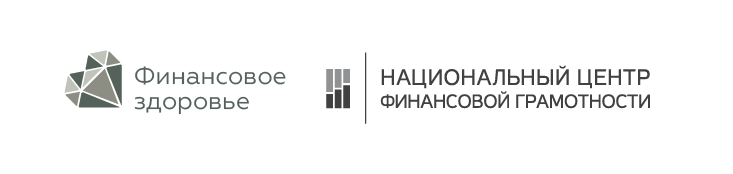 Финансовое
здоровье
НАЦИОНАЛЬНЫЙ ЦЕНТР
ФИНАНСОВОЙ ГРАМОТНОСТИ